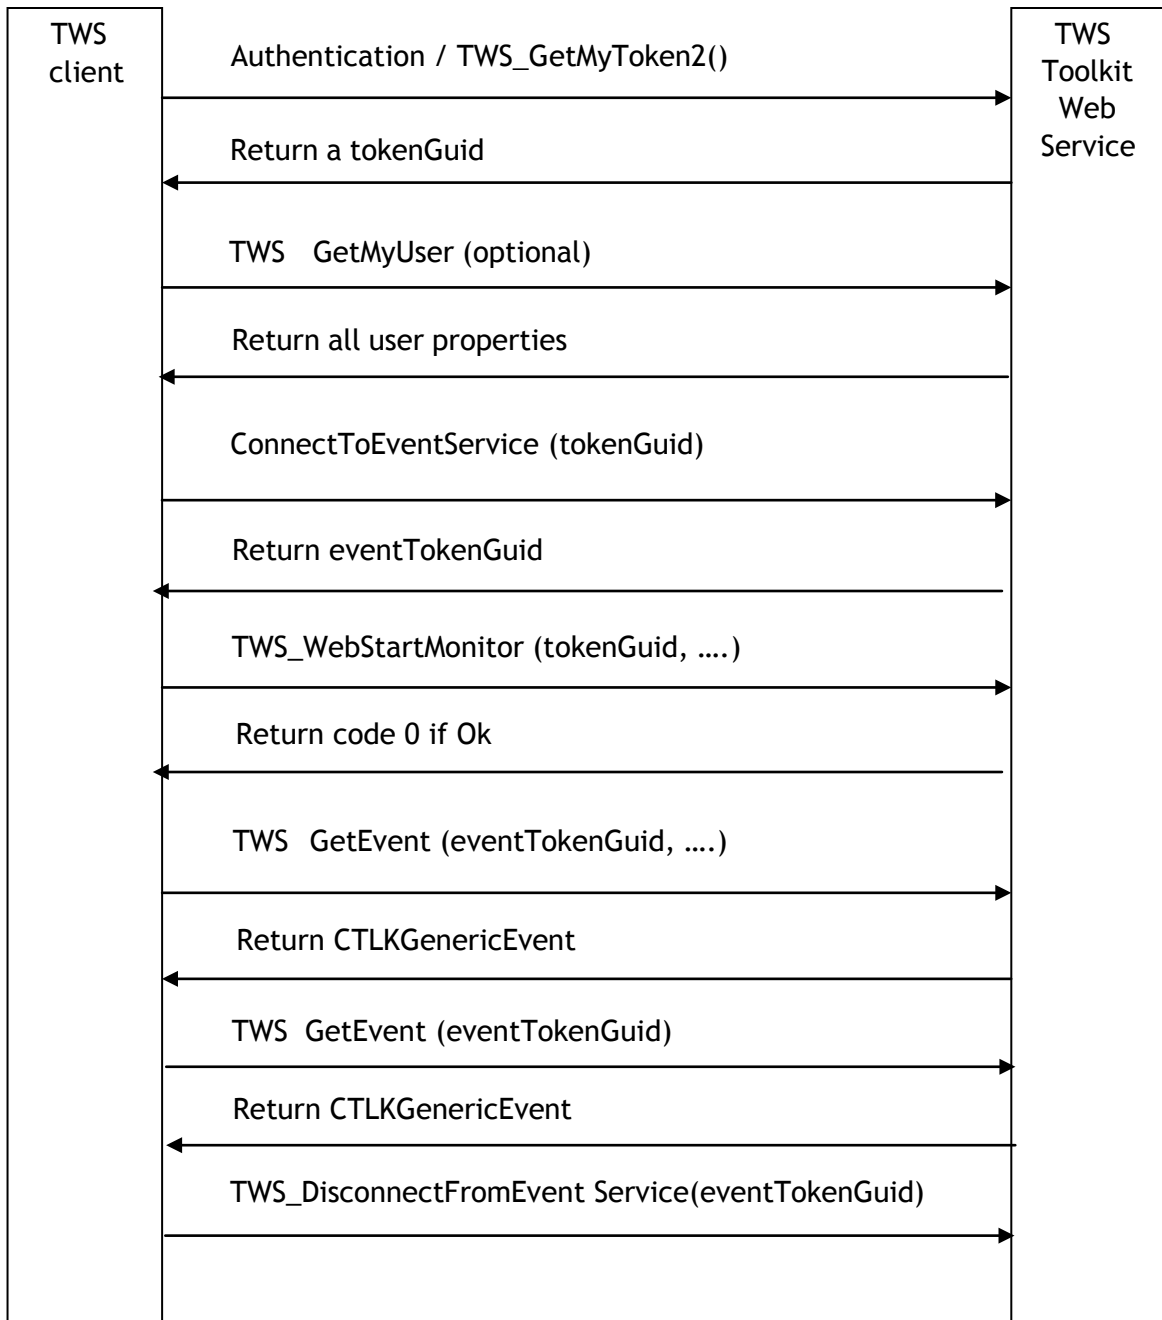 TWS
client
TWS
Toolkit
Web
Service
Authentication / TWS_GetMyToken2()
Return a tokenGuid
TWS GetMyUser (optional)
Return all user properties
ConnectToEventService (tokenGuid)
Return eventTokenGuid
TWS_WebStartMonitor (tokenGuid, ….)
Return code 0 if Ok
TWS GetEvent (eventTokenGuid, ….)
Return CTLKGenericEvent
TWS GetEvent (eventTokenGuid)
Return CTLKGenericEvent
TWS_DisconnectFromEvent Service(eventTokenGuid)